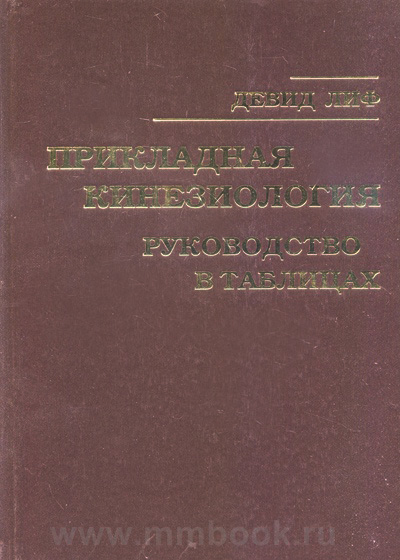 ДЕВИД ЛИФ
ПРИКЛАДНАЯ
КИНЕЗИОЛОГИЯ
РУКОВОДСТВО
В ТАБЛИЦАХ
www.mmbook.ru